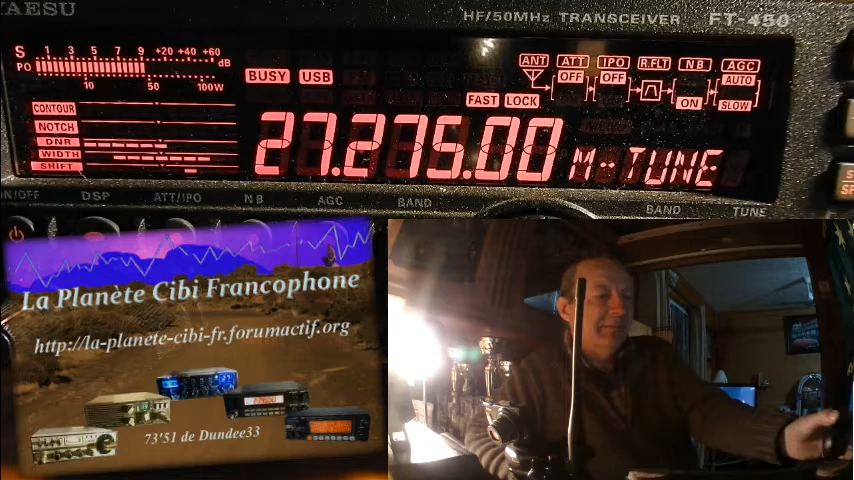 YAESU
HF/50MHz TRANSCEIVER FT-450
S 1 3 5 7 9 +20 +40 +60 dB
PO 10 50 100W
BUSY USB
FAST LOCK
ANT ATT IPO R.FLT NB AGC
OFF OFF ON AUTO SLOW
CONTOUR
NOTCH
DNR
WIDTH
SHIFT
27.275.00 M--TUNE
ON/OFF DSP ATT/IPO NB AGC BAND BAND TUNE
La Planète Cibi Francophone
http://la-planete-cibi-fr.forumactif.org
73'51 de Dundee33